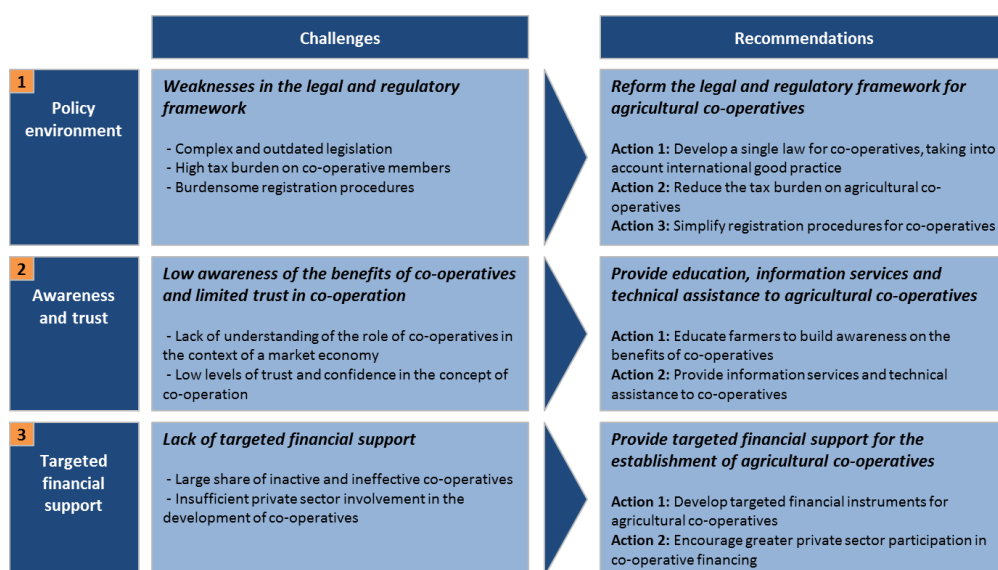 Challenges
Recommendations
1
Policy
environment
Weaknesses in the legal and regulatory
framework
- Complex and outdated legislation
- High tax burden on co-operative members
- Burdensome registration procedures
Reform the legal and regulatory framework for
agricultural co-operatives
Action 1: Develop a single law for co-operatives, taking into
account international good practice
Action 2: Reduce the tax burden on agricultural co-
operatives
Action 3: Simplify registration procedures for co-operatives
2
Awareness
and trust
Low awareness of the benefits of co-operatives
and limited trust in co-operation
- Lack of understanding of the role of co-operatives in
the context of a market economy
- Low levels of trust and confidence in the concept of
co-operation
Provide education, information services and
technical assistance to agricultural co-operatives
Action 1: Educate farmers to build awareness on the
benefits of co-operatives
Action 2: Provide information services and technical
assistance to co-operatives
3
Targeted
financial
support
Lack of targeted financial support
- Large share of inactive and ineffective co-operatives
- Insufficient private sector involvement in the
development of co-operatives
Provide targeted financial support for the
establishment of agricultural co-operatives
Action 1: Develop targeted financial instruments for
agricultural co-operatives
Action 2: Encourage greater private sector participation in
co-operative financing